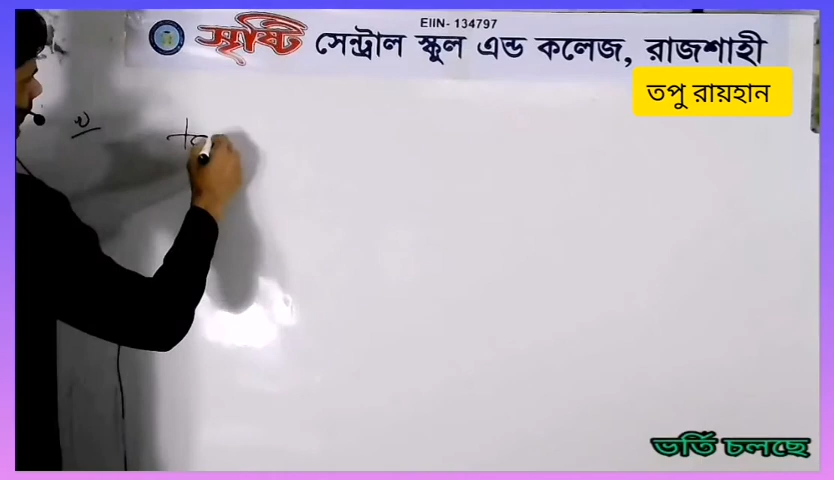 EIIN- 134797
সৃষ্টি সেন্ট্রাল স্কুল এন্ড কলেজ, রাজশাহী
তপু রায়হান
খ
ভর্তি চলছে